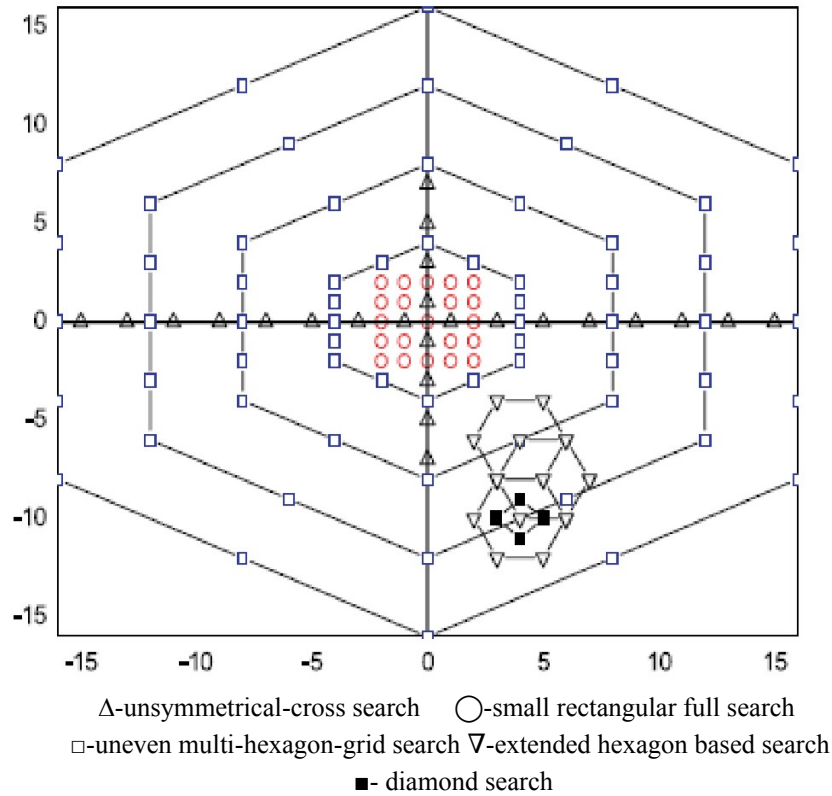 15
10
5
0
-5
-10
-15
-15 -10 -5 0 5 10 15
Δ-unsymmetrical-cross search ◯-small rectangular full search
□-uneven multi-hexagon-grid search ∇-extended hexagon based search
■- diamond search